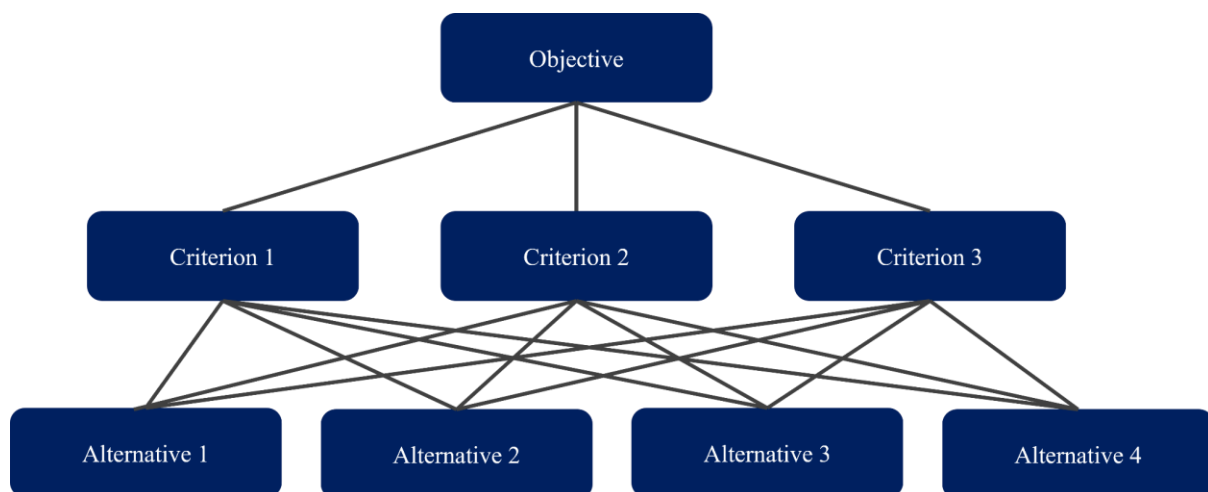 Objective
Criterion 1
Criterion 2
Criterion 3
Alternative 1
Alternative 2
Alternative 3
Alternative 4